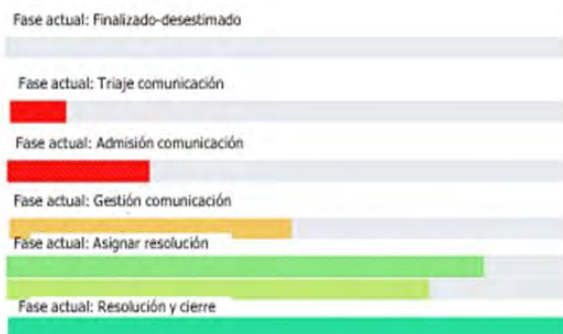 Fase actual: Finalizado-desestimado
Fase actual: Triaje comunicación
Fase actual: Admisión comunicación
Fase actual: Gestión comunicación
Fase actual: Asignar resolución
Fase actual: Resolución y cierre